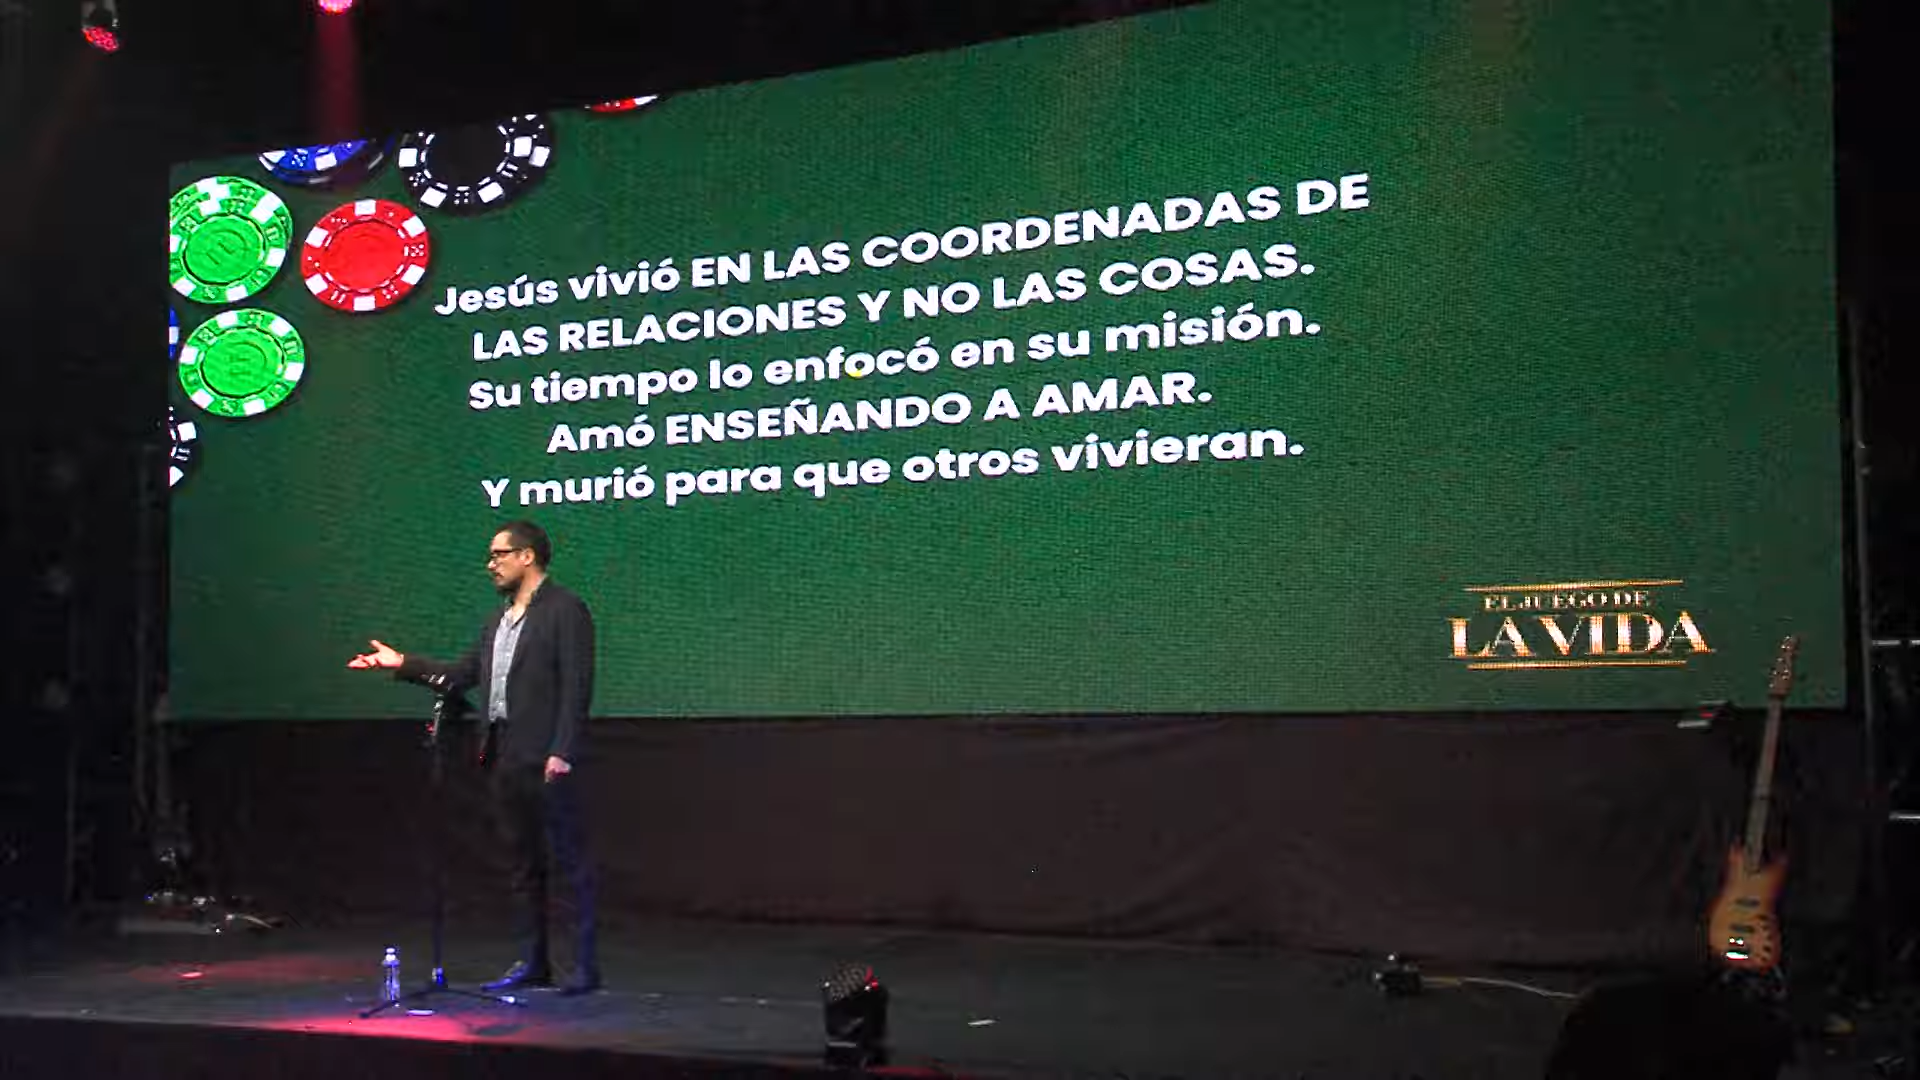 Jesús vivió EN LAS COORDENADAS DE
LAS RELACIONES Y NO LAS COSAS.
Su tiempo lo enfocó en su misión.
Amó ENSEÑANDO A AMAR.
Y murió para que otros vivieran.
EL JUEGO DE
LA VIDA